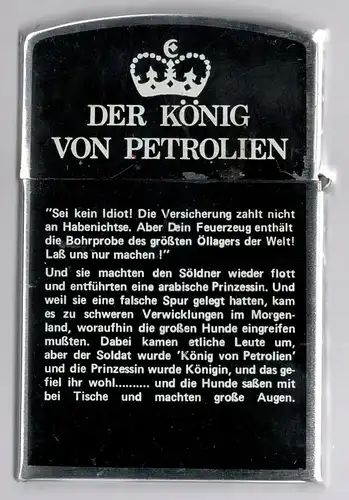 DER KÖNIG
VON PETROLIEN
"Sei kein Idiot! Die Versicherung zahlt nicht
an Habenichtse. Aber Dein Feuerzeug enthält
die Bohrprobe des größten Öllagers der Welt!
Laß uns nur machen !"
Und sie machten den Söldner wieder flott
und entführten eine arabische Prinzessin. Und
weil sie eine falsche Spur gelegt hatten, kam
es zu schweren Verwicklungen im Morgen-
land, woraufhin die großen Hunde eingreifen
mußten. Dabei kamen etliche Leute um,
aber der Soldat wurde 'König von Petrolien'
und die Prinzessin wurde Königin, und das ge-
fiel ihr wohl.......... und die Hunde saßen mit
bei Tische und machten große Augen.